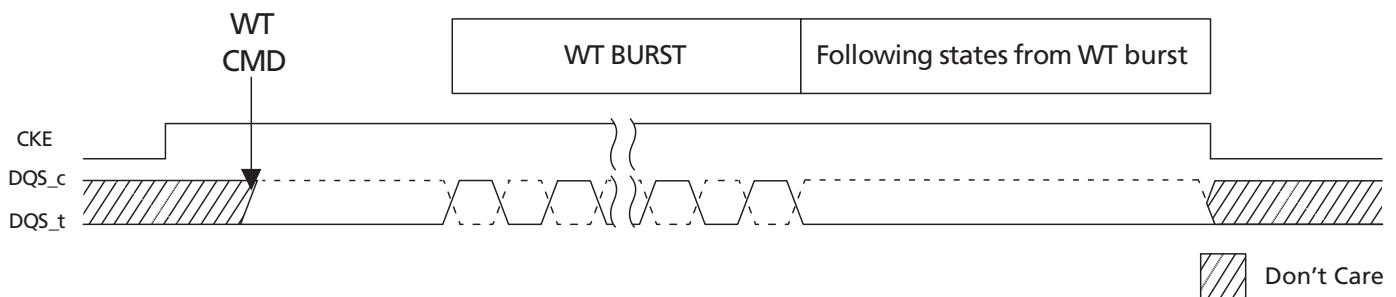 WT
CMD
WT BURST
Following states from WT burst
CKE
DQS_c
DQS_t
Don't Care